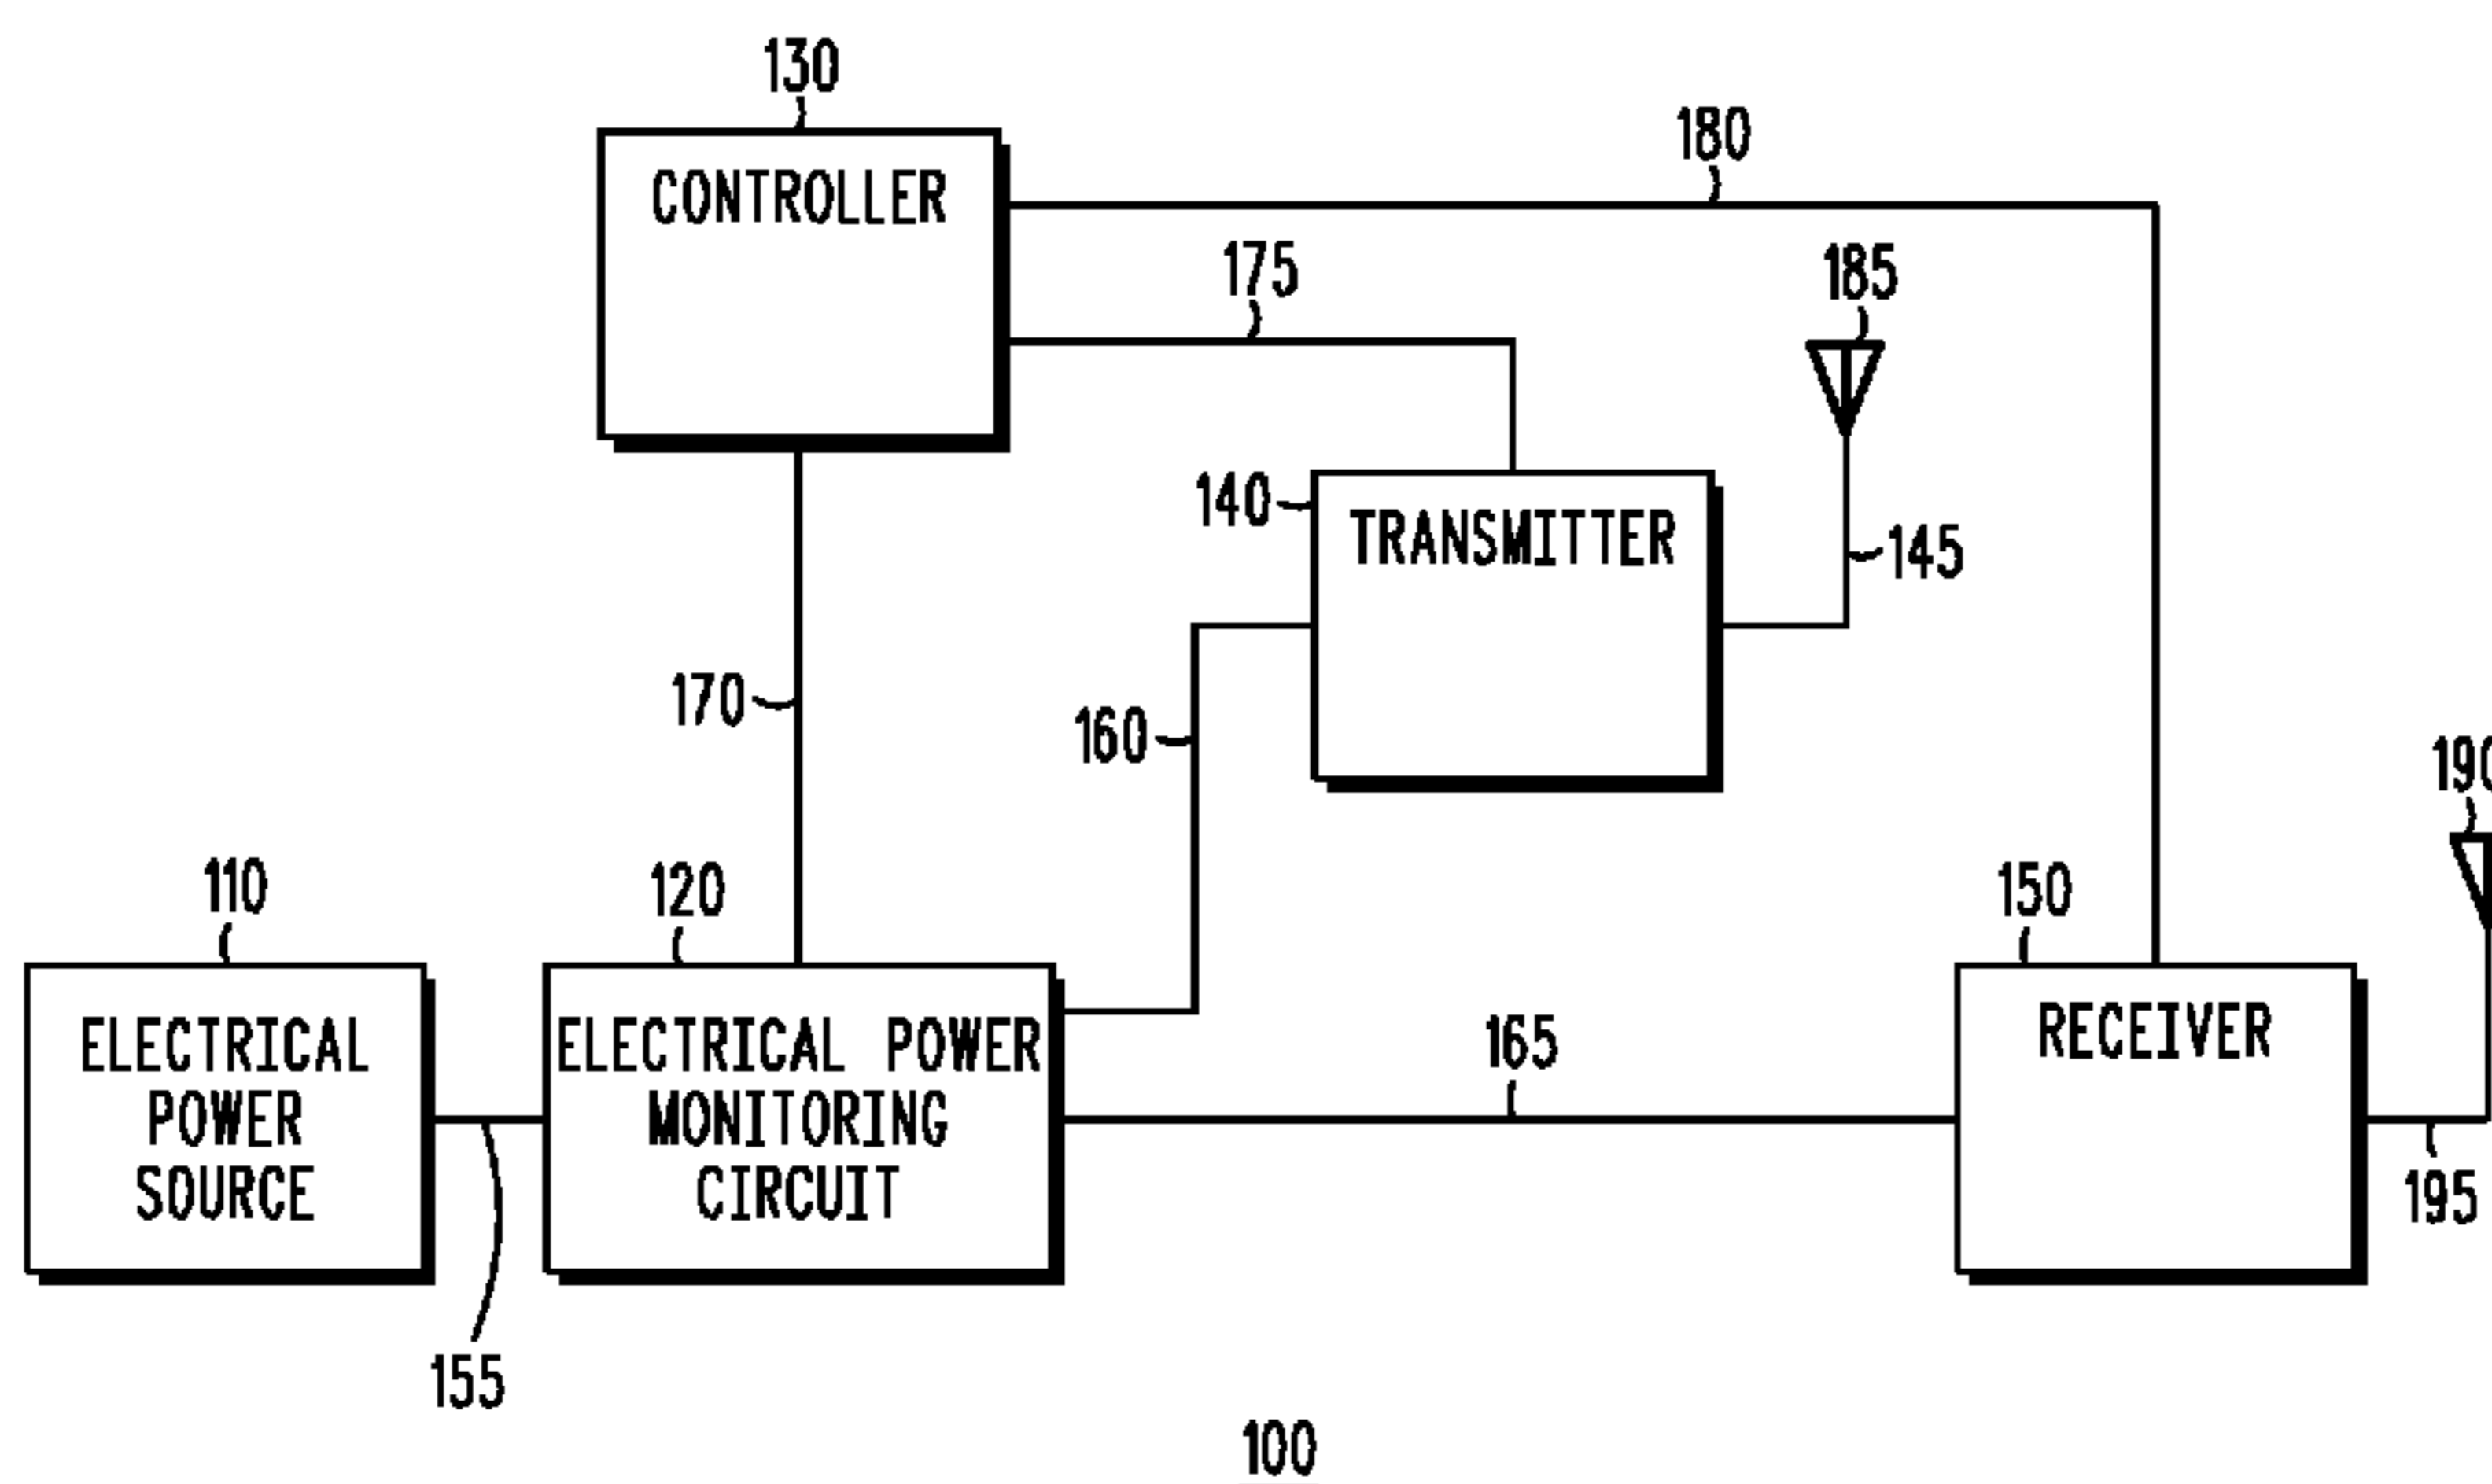 130
CONTROLLER
180
175
185
140
TRANSMITTER
145
170
160
190
110
120
150
ELECTRICAL
POWER
SOURCE
ELECTRICAL POWER
MONITORING
CIRCUIT
165
RECEIVER
195
155
100